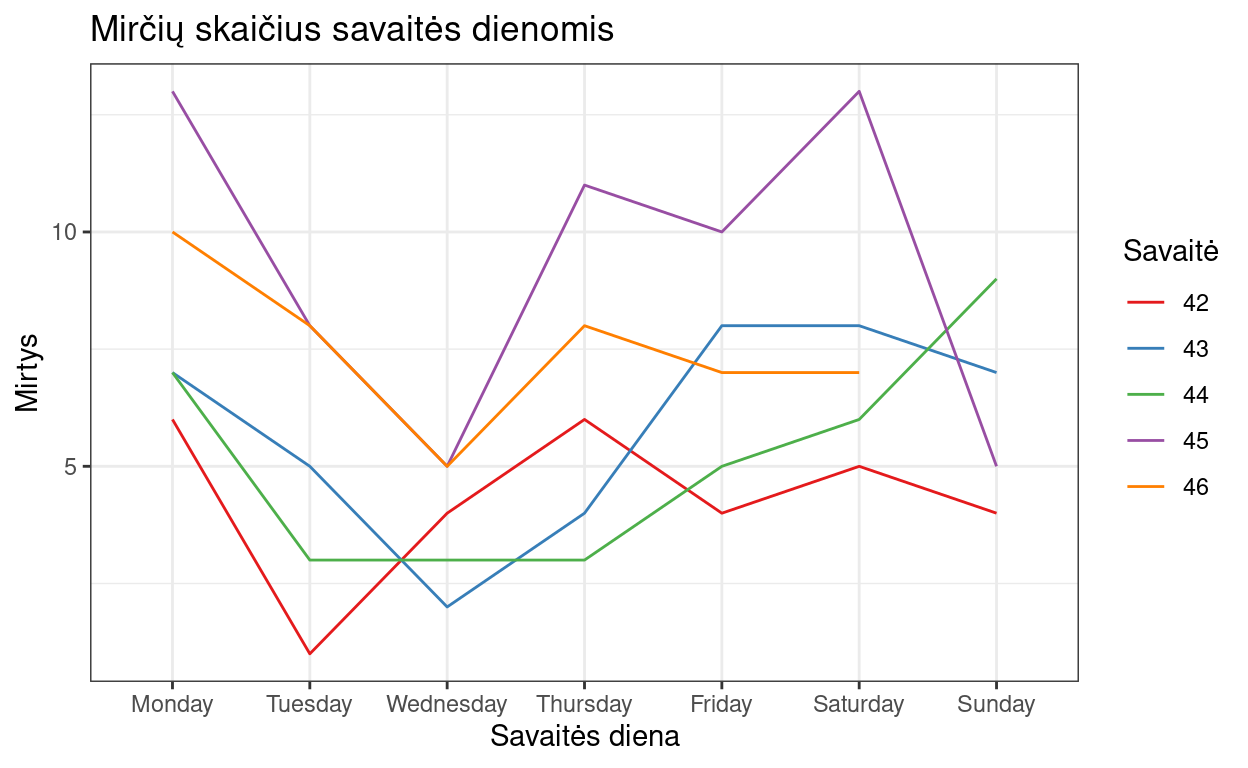 Mirčių skaičius savaitės dienomis
Mirtys
10
5
Monday Tuesday Wednesday Thursday Friday Saturday Sunday
Savaitės diena
Savaitė
42
43
44
45
46